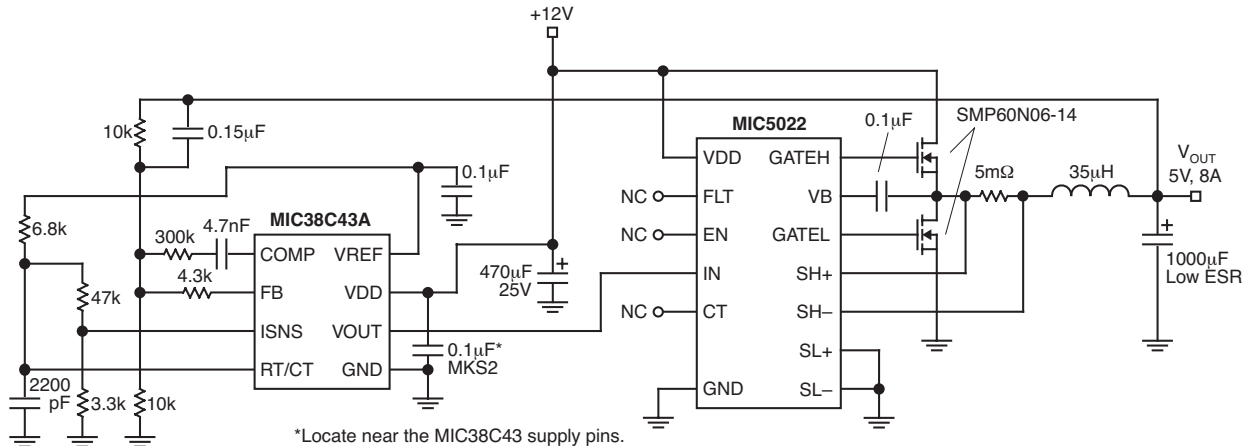 +12V
10k
0.15µF
MIC5022
0.1µF
SMP60N06-14
VDD
GATEH
5mΩ
35µH
VOUT
5V, 8A
0.1µF
NC
FLT
VB
6.8k
MIC38C43A
4.7nF
300k
COMP
VREF
NC
EN
GATEL
1000µF
Low ESR
4.3k
47k
FB
VDD
470µF
25V
IN
SH+
ISNS
VOUT
NC
CT
SH–
RT/CT
GND
0.1µF*
MKS2
SL+
2200
pF
3.3k
10k
GND
SL–
*Locate near the MIC38C43 supply pins.
+
+